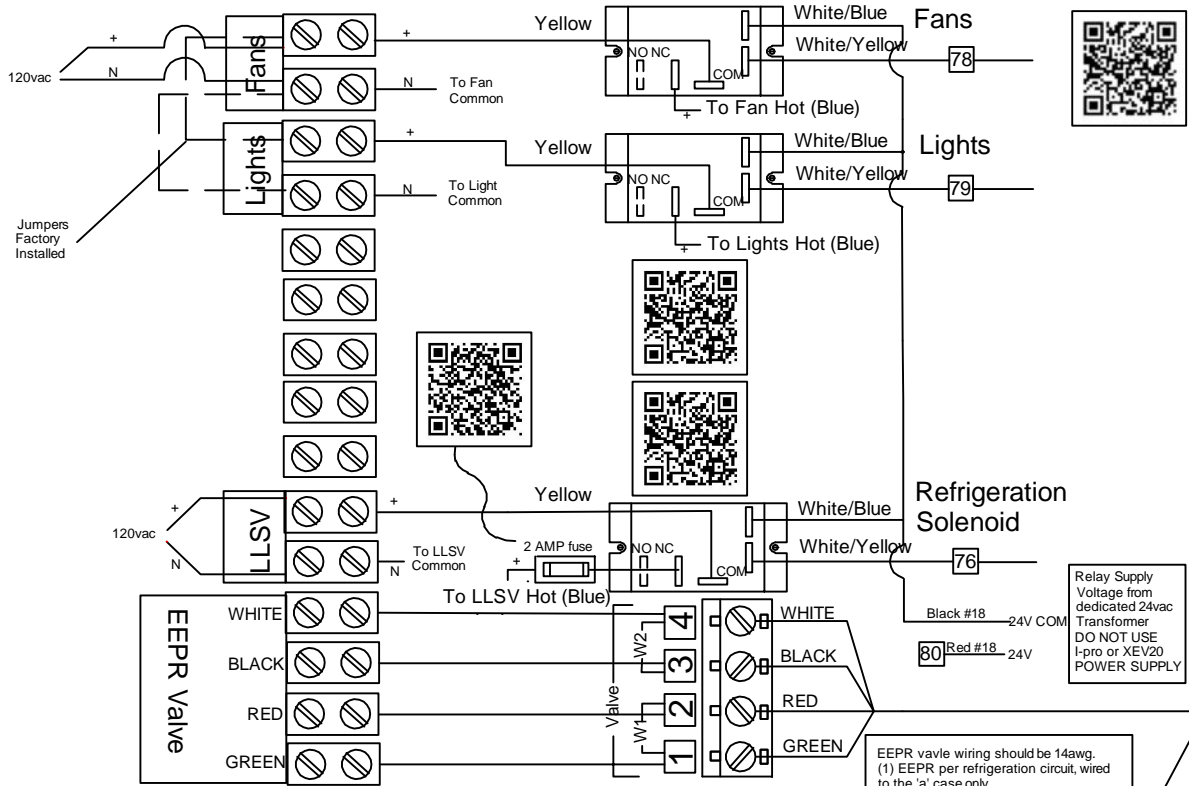 Yellow
White/Blue
Fans
White/Yellow
78
+
+
120vac
N
Fans
N
To Fan
Common
NO NC
COM
+
To Fan Hot (Blue)
Yellow
White/Blue
Lights
White/Yellow
79
+
Lights
N
To Light
Common
NO NC
COM
+
To Lights Hot (Blue)
Jumpers
Factory
Installed
Yellow
White/Blue
Refrigeration
Solenoid
White/Yellow
76
+
+
120vac
N
LLSV
To LLSV
Common
N
2 AMP fuse
+
NO NC
COM
To LLSV Hot (Blue)
Black #18
24V COM
80
Red #18
24V
Relay Supply
Voltage from
dedicated 24vac
Transformer
DO NOT USE
I-pro or XEV20
POWER SUPPLY
EEPR Valve
WHITE
BLACK
RED
GREEN
Valve
W2
W1
4
3
2
1
WHITE
BLACK
RED
GREEN
EEPR vavle wiring should be 14awg.
(1) EEPR per refrigeration circuit, wired
to the 'a' case only